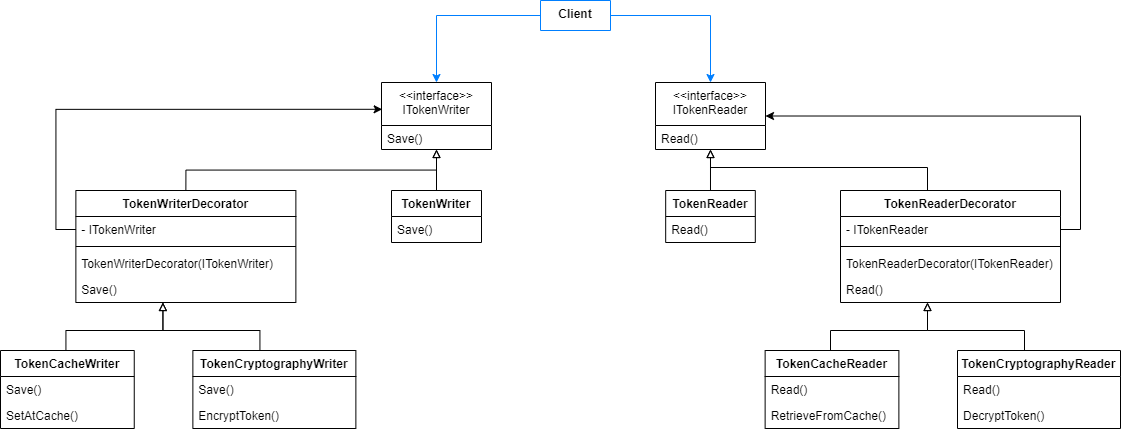 Client
<<interface>>
ITokenWriter
Save()
<<interface>>
ITokenReader
Read()
TokenWriterDecorator
- ITokenWriter
TokenWriterDecorator(ITokenWriter)
Save()
TokenWriter
Save()
TokenReader
Read()
TokenReaderDecorator
- ITokenReader
TokenReaderDecorator(ITokenReader)
Read()
TokenCacheWriter
Save()
SetAtCache()
TokenCryptographyWriter
Save()
EncryptToken()
TokenCacheReader
Read()
RetrieveFromCache()
TokenCryptographyReader
Read()
DecryptToken()